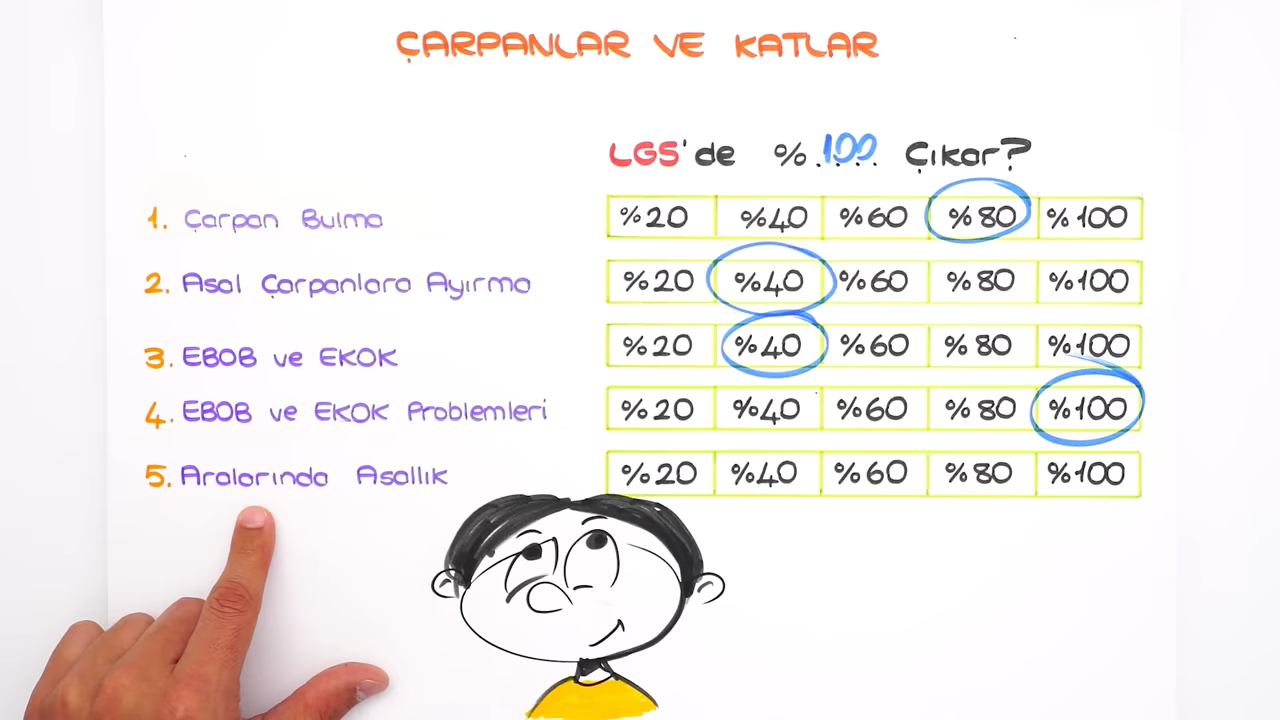 ÇARPANLAR VE KATLAR
LGS'de %100 Çıkar?
1. Çarpan Bulma %20 %40 %60 %80 %100
2. Asal Çarpanlara Ayırma %20 %40 %60 %80 %100
3. EBOB ve EKOK %20 %40 %60 %80 %100
4. EBOB ve EKOK Problemleri %20 %40 %60 %80 %100
5. Aralarında Asallık %20 %40 %60 %80 %100